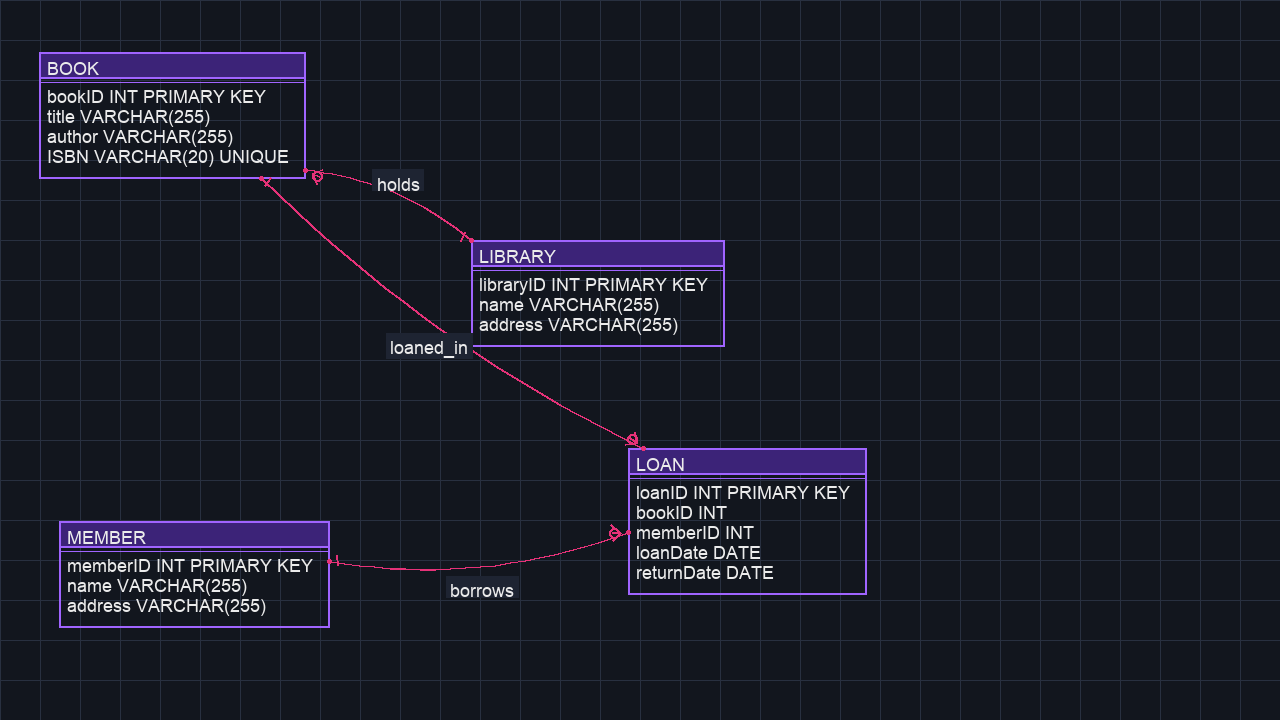 BOOK
bookID INT PRIMARY KEY
title VARCHAR(255)
author VARCHAR(255)
ISBN VARCHAR(20) UNIQUE
holds
LIBRARY
libraryID INT PRIMARY KEY
name VARCHAR(255)
address VARCHAR(255)
loaned_in
LOAN
loanID INT PRIMARY KEY
bookID INT
memberID INT
loanDate DATE
returnDate DATE
MEMBER
memberID INT PRIMARY KEY
name VARCHAR(255)
address VARCHAR(255)
borrows